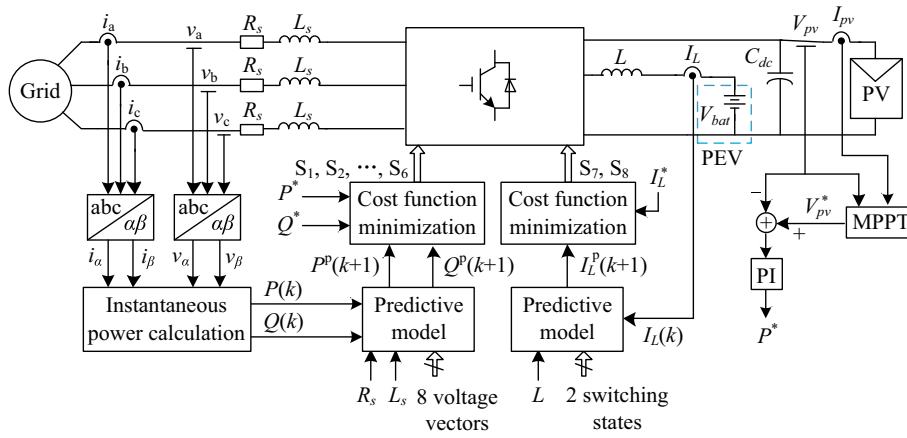 i_a
v_a
R_s
L_s
Grid
i_b
v_b
R_s
L_s
i_c
v_c
R_s
L_s
L
I_L
V_bat
PEV
C_dc
V_pv
I_pv
PV
S_1, S_2, ···, S_6
S_7, S_8
P^*
Q^*
Cost function
minimization
Cost function
minimization
I_L^*
abc
αβ
abc
αβ
i_α
i_β
v_α
v_β
P^p(k+1)
Q^p(k+1)
I_L^p(k+1)
Instantaneous
power calculation
P(k)
Q(k)
Predictive
model
Predictive
model
I_L(k)
R_s
L_s
8 voltage
vectors
L
2 switching
states
−
+
+
V_pv^*
MPPT
PI
P^*